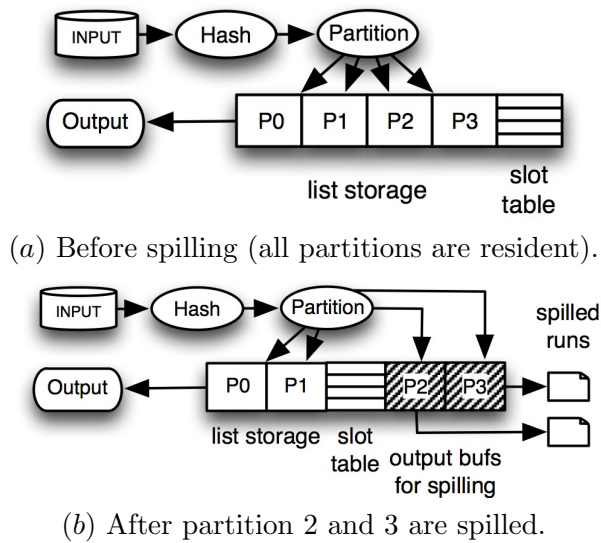 INPUT Hash Partition
Output P0 P1 P2 P3
list storage slot
table
(a) Before spilling (all partitions are resident).
INPUT Hash Partition spilled
runs
Output P0 P1 P2 P3
list storage slot
table output bufs
for spilling
(b) After partition 2 and 3 are spilled.